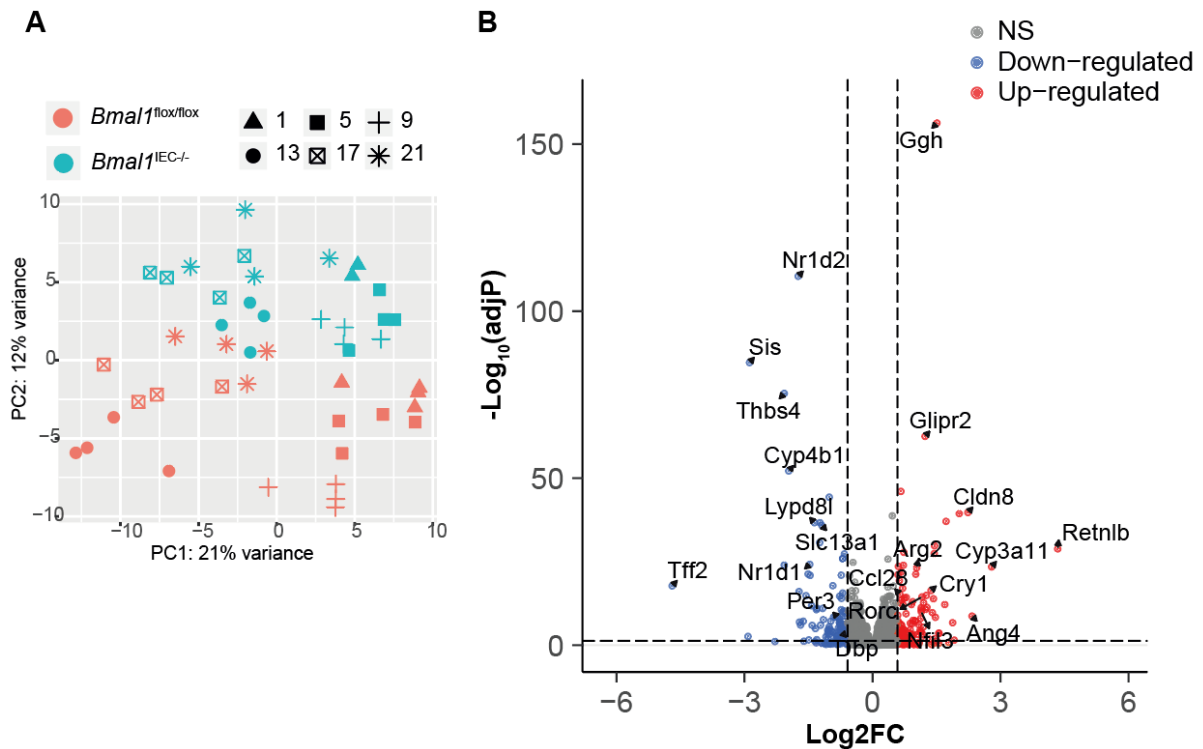 A
Bmal1flox/flox
Bmal1IEC-/-
1 5 9
13 17 21
10
5
0
−5
−10
−10 −5 0 5 10
PC1: 21% variance
PC2: 12% variance
B
NS
Down−regulated
Up−regulated
Ggh
Nr1d2
Sis
Thbs4
Glipr2
Cyp4b1
Cldn8
Lypd8l
Retnlb
Slc13a1
Arg2
Cyp3a11
Tff2
Nr1d1
Ccl28
Cry1
Per3
Rorc
Dbp
Nfil3
Ang4
150
100
50
0
−6 −3 0 3 6
Log2FC
-Log10(adjP)